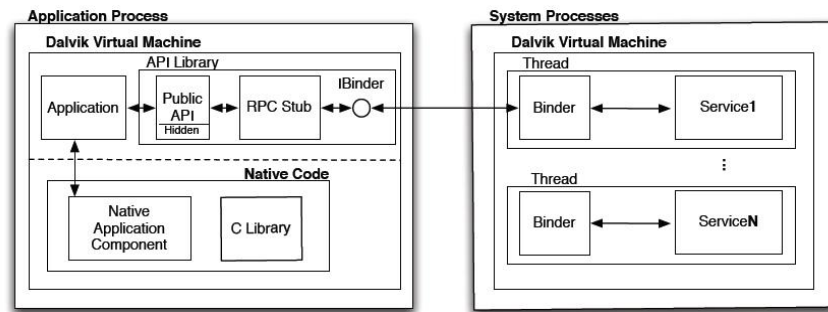 Application Process
Dalvik Virtual Machine
API Library
Application
Public
API
Hidden
RPC Stub
IBinder
Native Code
Native
Application
Component
C Library
System Processes
Dalvik Virtual Machine
Thread
Binder
Service1
...
Thread
Binder
ServiceN